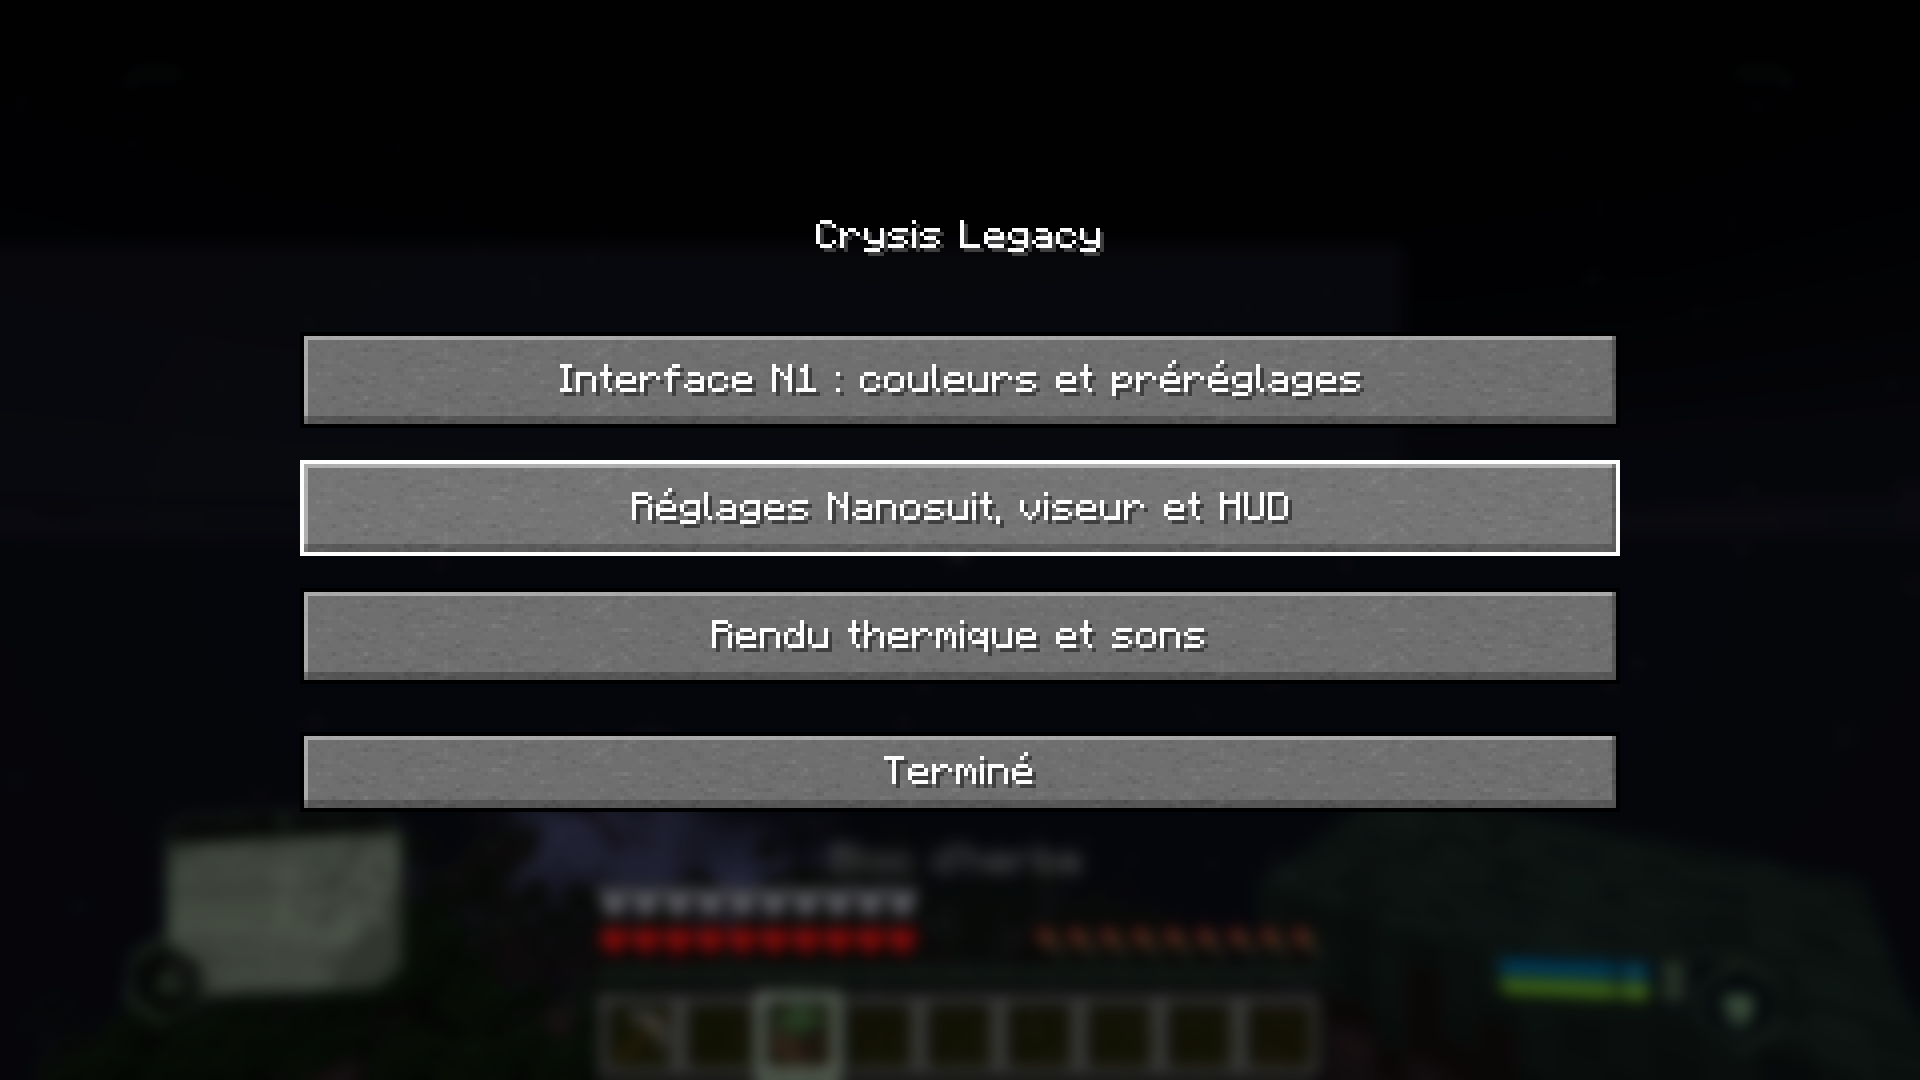 Crysis Legacy
Interface N1 : couleurs et préréglages
Réglages Nanosuit, viseur et HUD
Rendu thermique et sons
Terminé